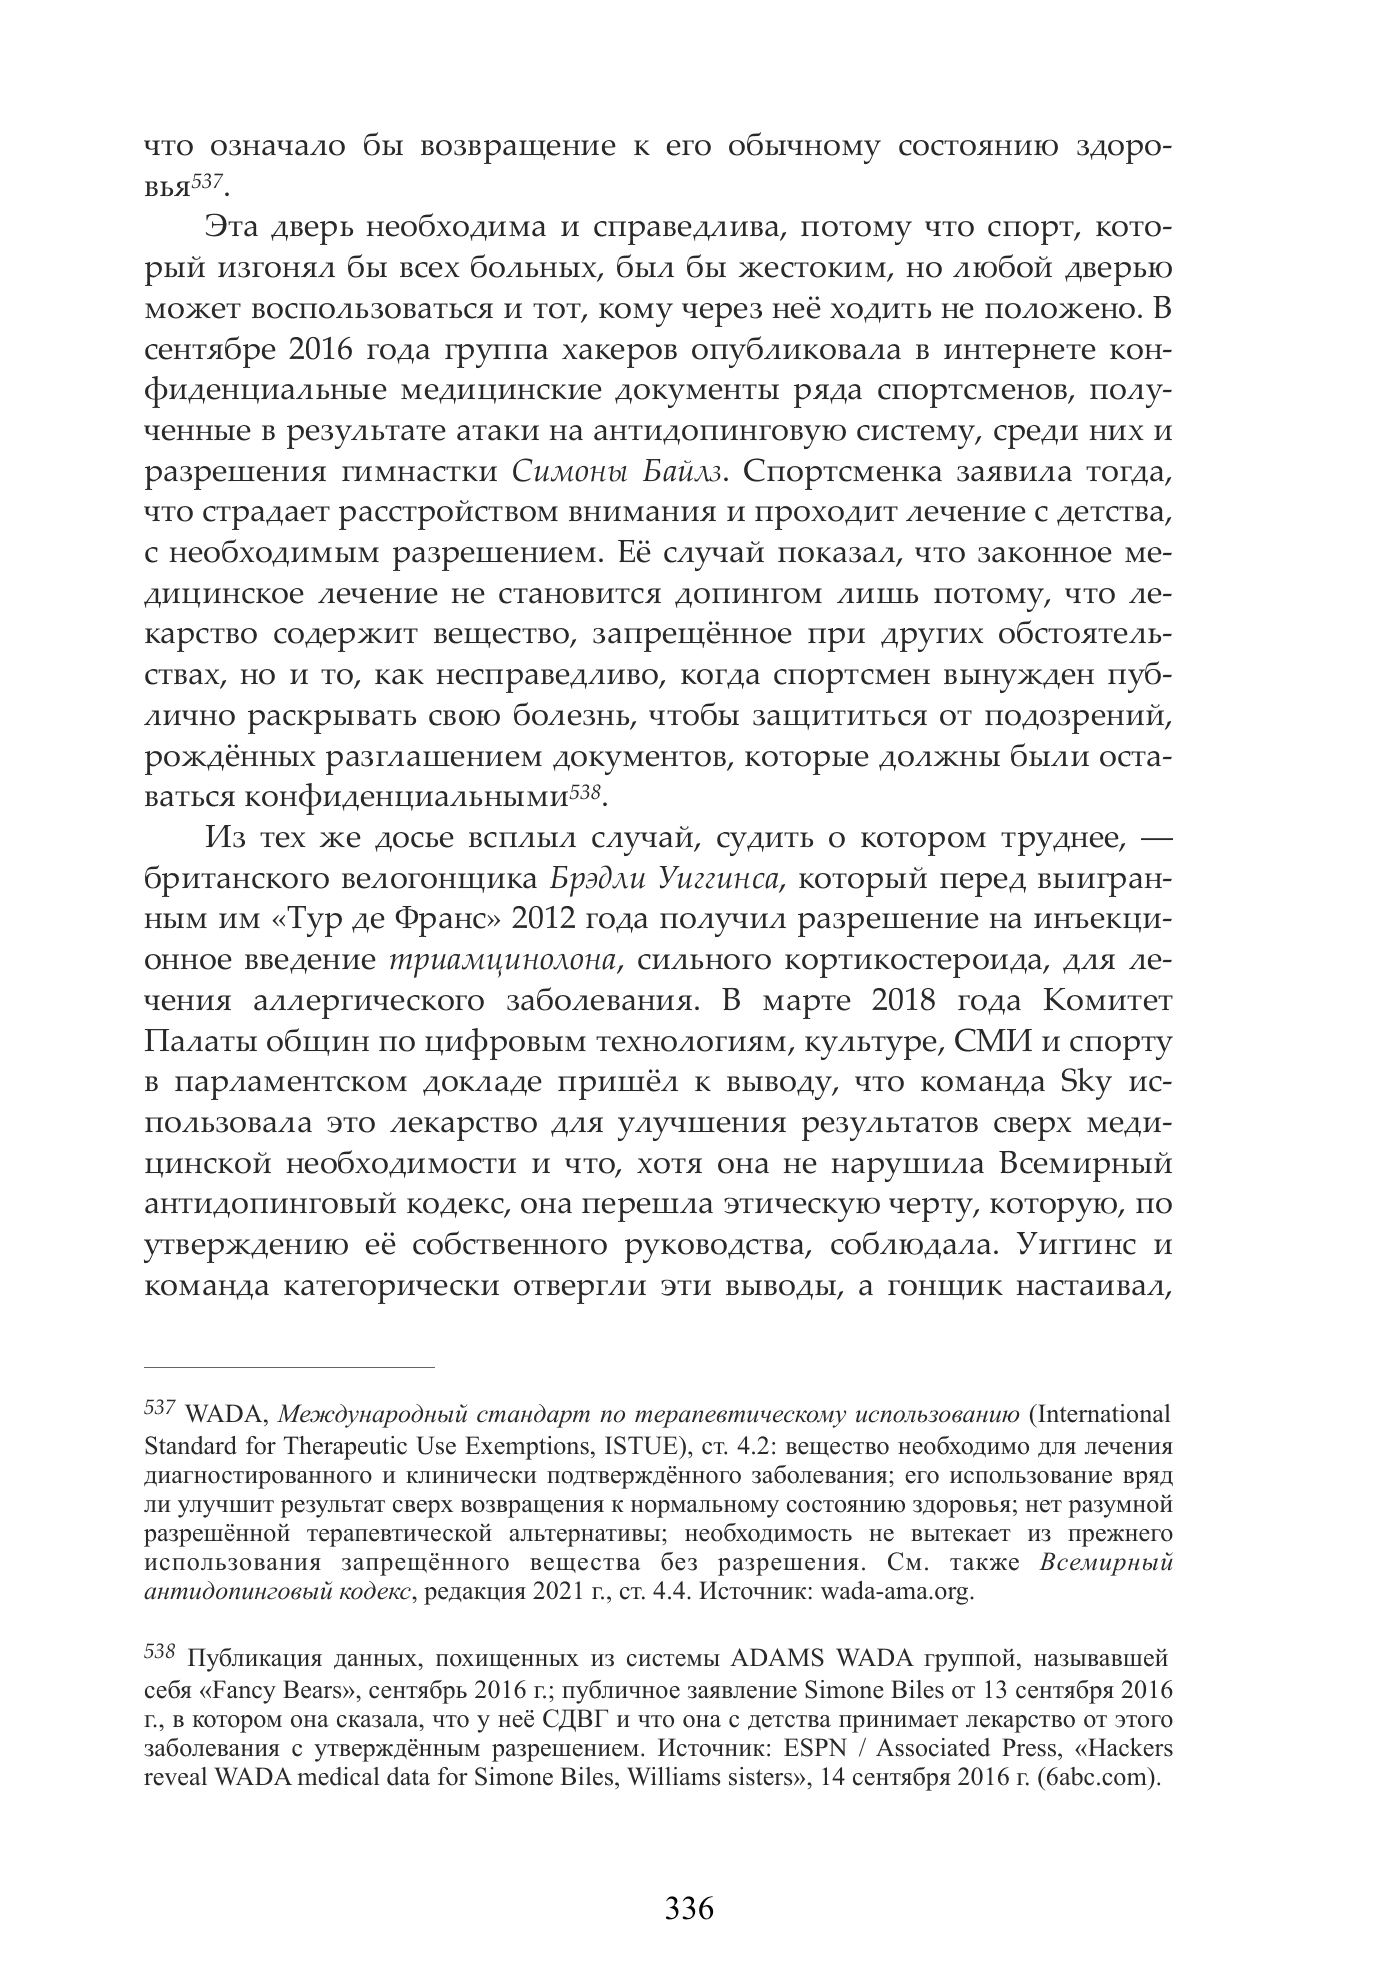 что означало бы возвращение к его обычному состоянию здоро-
вья537.
Эта дверь необходима и справедлива, потому что спорт, кото-
рый изгонял бы всех больных, был бы жестоким, но любой дверью
может воспользоваться и тот, кому через неё ходить не положено. В
сентябре 2016 года группа хакеров опубликовала в интернете кон-
фиденциальные медицинские документы ряда спортсменов, полу-
ченные в результате атаки на антидопинговую систему, среди них и
разрешения гимнастки Симоны Байлз. Спортсменка заявила тогда,
что страдает расстройством внимания и проходит лечение с детства,
с необходимым разрешением. Её случай показал, что законное ме-
дицинское лечение не становится допингом лишь потому, что ле-
карство содержит вещество, запрещённое при других обстоятель-
ствах, но и то, как несправедливо, когда спортсмен вынужден пуб-
лично раскрывать свою болезнь, чтобы защититься от подозрений,
рождённых разглашением документов, которые должны были оста-
ваться конфиденциальными538.
Из тех же досье всплыл случай, судить о котором труднее, —
британского велогонщика Брэдли Уиггинса, который перед выигран-
ным им «Тур де Франс» 2012 года получил разрешение на инъекци-
онное введение триамцинолона, сильного кортикостероида, для ле-
чения аллергического заболевания. В марте 2018 года Комитет
Палаты общин по цифровым технологиям, культуре, СМИ и спорту
в парламентском докладе пришёл к выводу, что команда Sky ис-
пользовала это лекарство для улучшения результатов сверх меди-
цинской необходимости и что, хотя она не нарушила Всемирный
антидопинговый кодекс, она перешла этическую черту, которую, по
утверждению её собственного руководства, соблюдала. Уиггинс и
команда категорически отвергли эти выводы, а гонщик настаивал,
537 WADA, Международный стандарт по терапевтическому использованию (International
Standard for Therapeutic Use Exemptions, ISTUE), ст. 4.2: вещество необходимо для лечения
диагностированного и клинически подтверждённого заболевания; его использование вряд
ли улучшит результат сверх возвращения к нормальному состоянию здоровья; нет разумной
разрешённой терапевтической альтернативы; необходимость не вытекает из прежнего
использования запрещённого вещества без разрешения. См. также Всемирный
антидопинговый кодекс, редакция 2021 г., ст. 4.4. Источник: wada-ama.org.
538 Публикация данных, похищенных из системы ADAMS WADA группой, называвшей
себя «Fancy Bears», сентябрь 2016 г.; публичное заявление Simone Biles от 13 сентября 2016
г., в котором она сказала, что у неё СДВГ и что она с детства принимает лекарство от этого
заболевания с утверждённым разрешением. Источник: ESPN / Associated Press, «Hackers
reveal WADA medical data for Simone Biles, Williams sisters», 14 сентября 2016 г. (6abc.com).
336